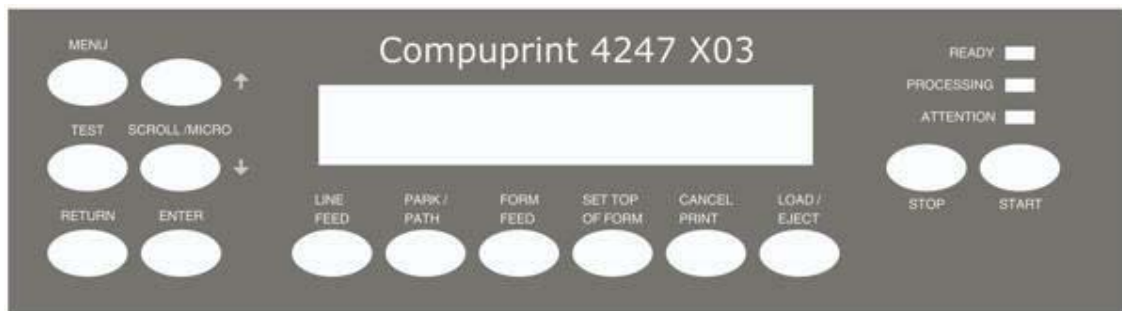 Compuprint 4247 X03
MENU
↑
TEST
SCROLL /MICRO
↓
RETURN
ENTER
LINE
FEED
PARK /
PATH
FORM
FEED
SET TOP
OF FORM
CANCEL
PRINT
LOAD /
EJECT
READY
PROCESSING
ATTENTION
STOP
START